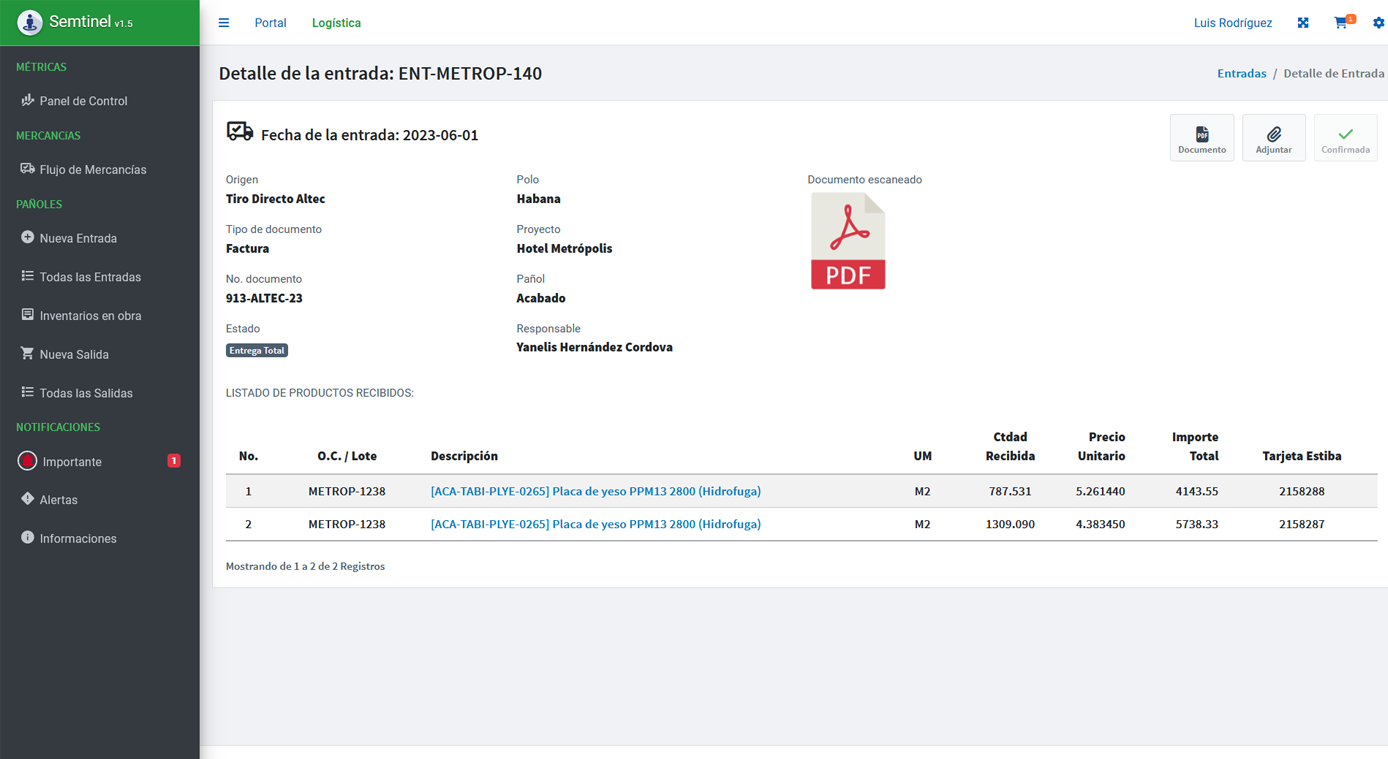 Semtinel v1.5
Portal
Logística
Luis Rodríguez
1
MÉTRICAS
Panel de Control
MERCANCIAS
Flujo de Mercancías
PAÑOLES
Nueva Entrada
Todas las Entradas
Inventarios en obra
Nueva Salida
Todas las Salidas
NOTIFICACIONES
Importante
1
Alertas
Informaciones
Detalle de la entrada: ENT-METROP-140
Entradas / Detalle de Entrada
Fecha de la entrada: 2023-06-01
PDF
Documento
Adjuntar
Confirmada
Origen
Tiro Directo Altec
Tipo de documento
Factura
No. documento
913-ALTEC-23
Estado
Entrega Total
Polo
Habana
Proyecto
Hotel Metrópolis
Pañol
Acabado
Responsable
Yanelis Hernández Cordova
Documento escaneado
PDF
LISTADO DE PRODUCTOS RECIBIDOS:
No. O.C. / Lote Descripción UM Ctdad Recibida Precio Unitario Importe Total Tarjeta Estiba
1 METROP-1238 [ACA-TABI-PLYE-0265] Placa de yeso PPM13 2800 (Hidrofuga) M2 787.531 5.261440 4143.55 2158288
2 METROP-1238 [ACA-TABI-PLYE-0265] Placa de yeso PPM13 2800 (Hidrofuga) M2 1309.090 4.383450 5738.33 2158287
Mostrando de 1 a 2 de 2 Registros